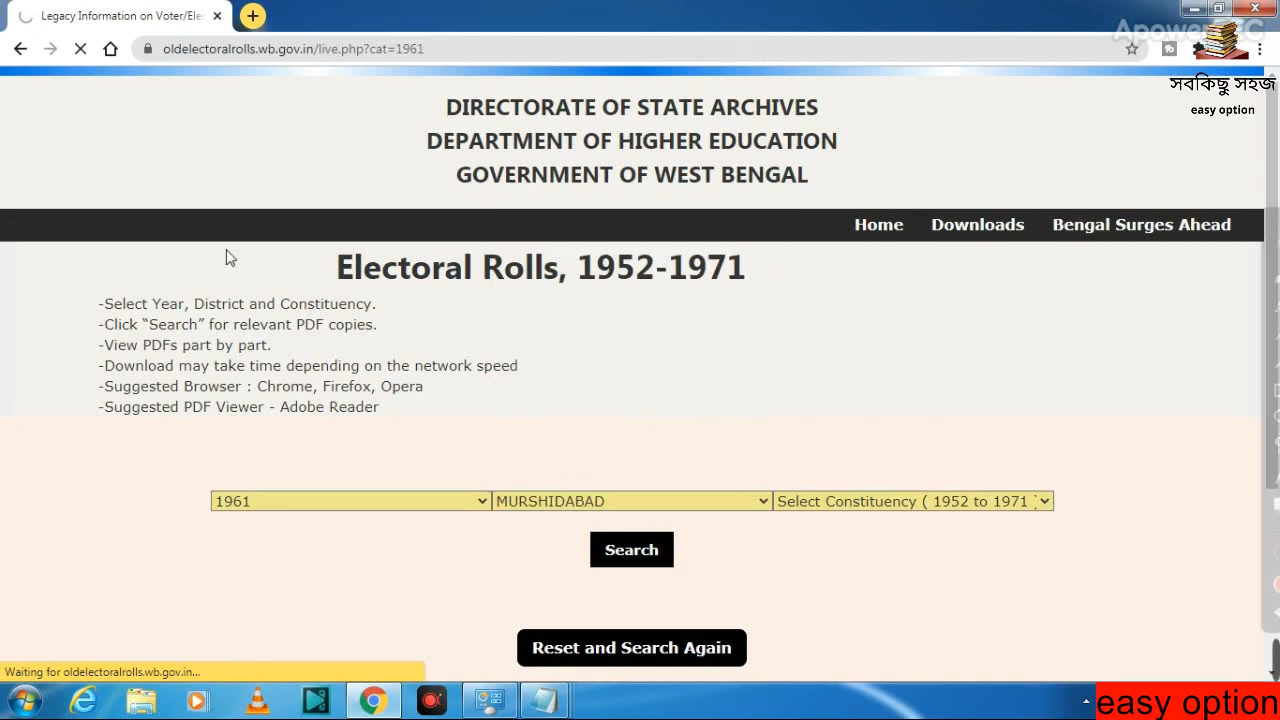 Legacy Information on Voter/Ele
oldelectoralrolls.wb.gov.in/live.php?cat=1961
সবকিছু সহজ
easy option
DIRECTORATE OF STATE ARCHIVES
DEPARTMENT OF HIGHER EDUCATION
GOVERNMENT OF WEST BENGAL
Home Downloads Bengal Surges Ahead
Electoral Rolls, 1952-1971
-Select Year, District and Constituency.
-Click “Search” for relevant PDF copies.
-View PDFs part by part.
-Download may take time depending on the network speed
-Suggested Browser : Chrome, Firefox, Opera
-Suggested PDF Viewer - Adobe Reader
1961 MURSHIDABAD Select Constituency ( 1952 to 1971 )
Search
Reset and Search Again
Waiting for oldelectoralrolls.wb.gov.in...
easy option